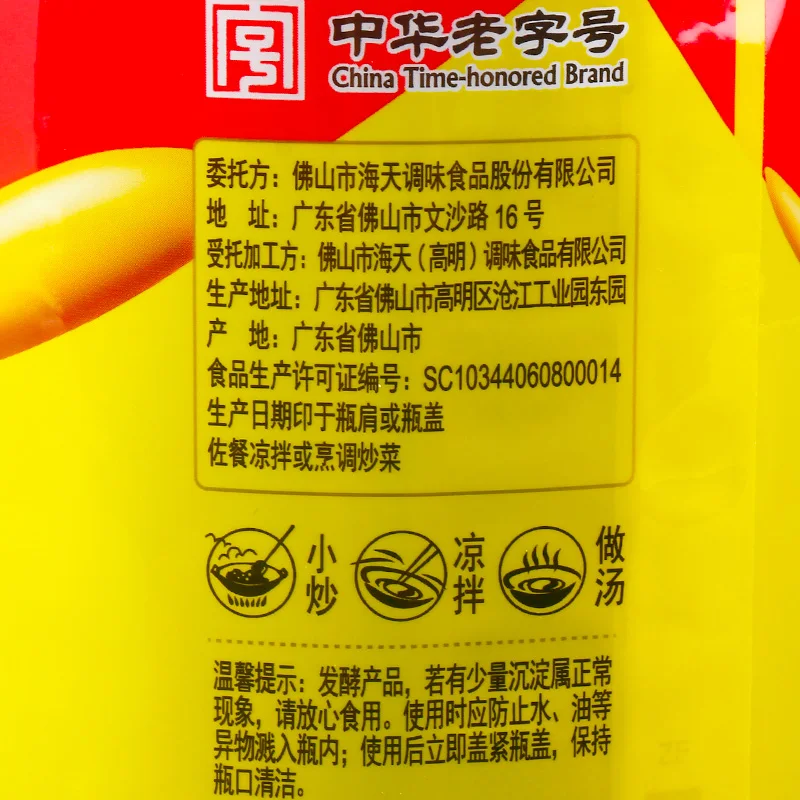 中华老字号
China Time-honored Brand
委托方：佛山市海天调味食品股份有限公司
地 址：广东省佛山市文沙路 16 号
受托加工方：佛山市海天（高明）调味食品有限公司
生产地址：广东省佛山市高明区沧江工业园东园
产 地：广东省佛山市
食品生产许可证编号：SC10344060800014
生产日期印于瓶肩或瓶盖
佐餐凉拌或烹调炒菜
小炒
凉拌
做汤
温馨提示：发酵产品，若有少量沉淀属正常
现象，请放心食用。使用时应防止水、油等
异物溅入瓶内；使用后立即盖紧瓶盖，保持
瓶口清洁。